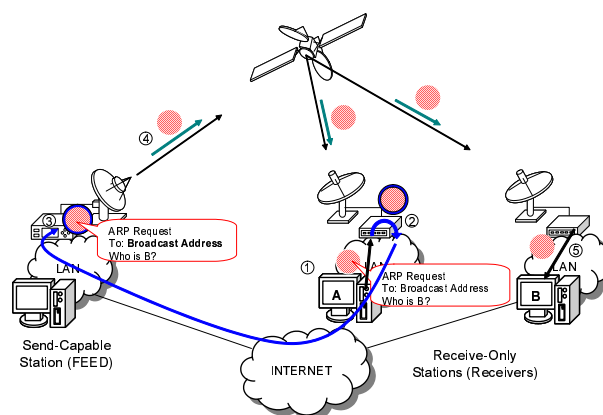 ④
③
②
ARP Request
To: Broadcast Address
Who is B?
LAN
①
LAN
ARP Request
To: Broadcast Address
Who is B?
A
⑤
LAN
B
Send-Capable
Station (FEED)
INTERNET
Receive-Only
Stations (Receivers)